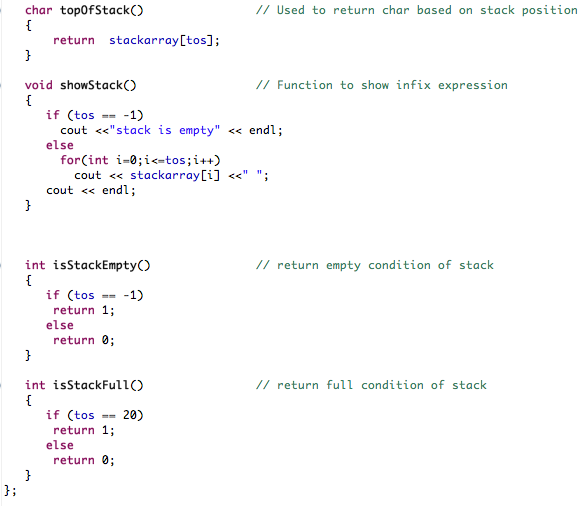 char topOfStack() // Used to return char based on stack position
{
return stackarray[tos];
}
void showStack() // Function to show infix expression
{
if (tos == -1)
cout <<"stack is empty" << endl;
else
for(int i=0;i<=tos;i++)
cout << stackarray[i] <<" ";
cout << endl;
}
int isStackEmpty() // return empty condition of stack
{
if (tos == -1)
return 1;
else
return 0;
}
int isStackFull() // return full condition of stack
{
if (tos == 20)
return 1;
else
return 0;
}
};